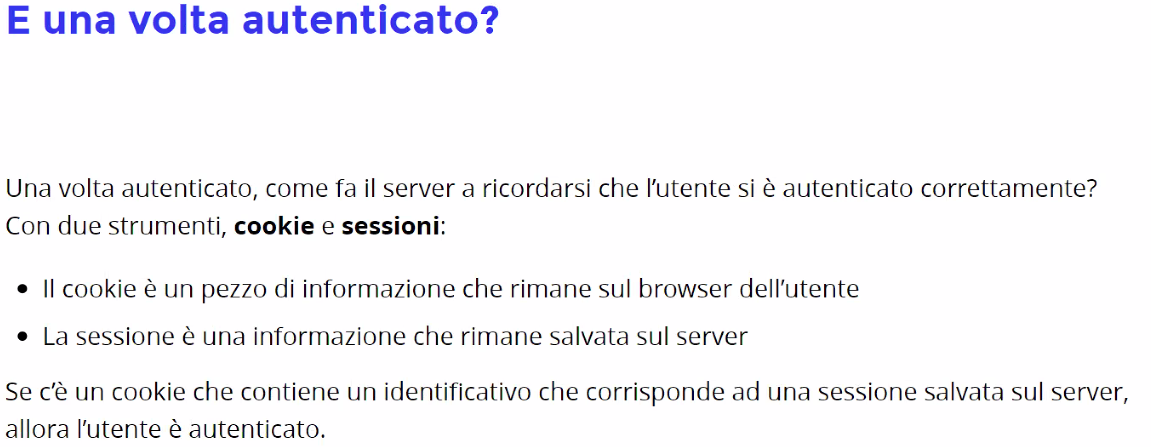 E una volta autenticato?
Una volta autenticato, come fa il server a ricordarsi che l’utente si è autenticato correttamente?
Con due strumenti, cookie e sessioni:
• Il cookie è un pezzo di informazione che rimane sul browser dell’utente
• La sessione è una informazione che rimane salvata sul server
Se c’è un cookie che contiene un identificativo che corrisponde ad una sessione salvata sul server,
allora l’utente è autenticato.